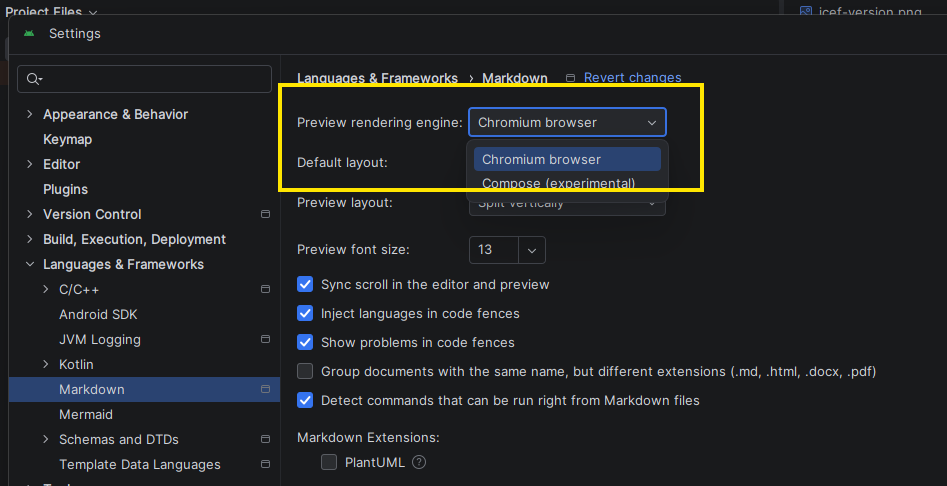 Project Files
icef-version.png
Settings
Languages & Frameworks › Markdown Revert changes
Appearance & Behavior
Keymap
Editor
Plugins
Version Control
Build, Execution, Deployment
Languages & Frameworks
C/C++
Android SDK
JVM Logging
Kotlin
Markdown
Mermaid
Schemas and DTDs
Template Data Languages
Preview rendering engine: Chromium browser
Default layout:
Chromium browser
Compose (experimental)
Preview layout: Split vertically
Preview font size: 13
Sync scroll in the editor and preview
Inject languages in code fences
Show problems in code fences
Group documents with the same name, but different extensions (.md, .html, .docx, .pdf)
Detect commands that can be run right from Markdown files
Markdown Extensions:
PlantUML ?